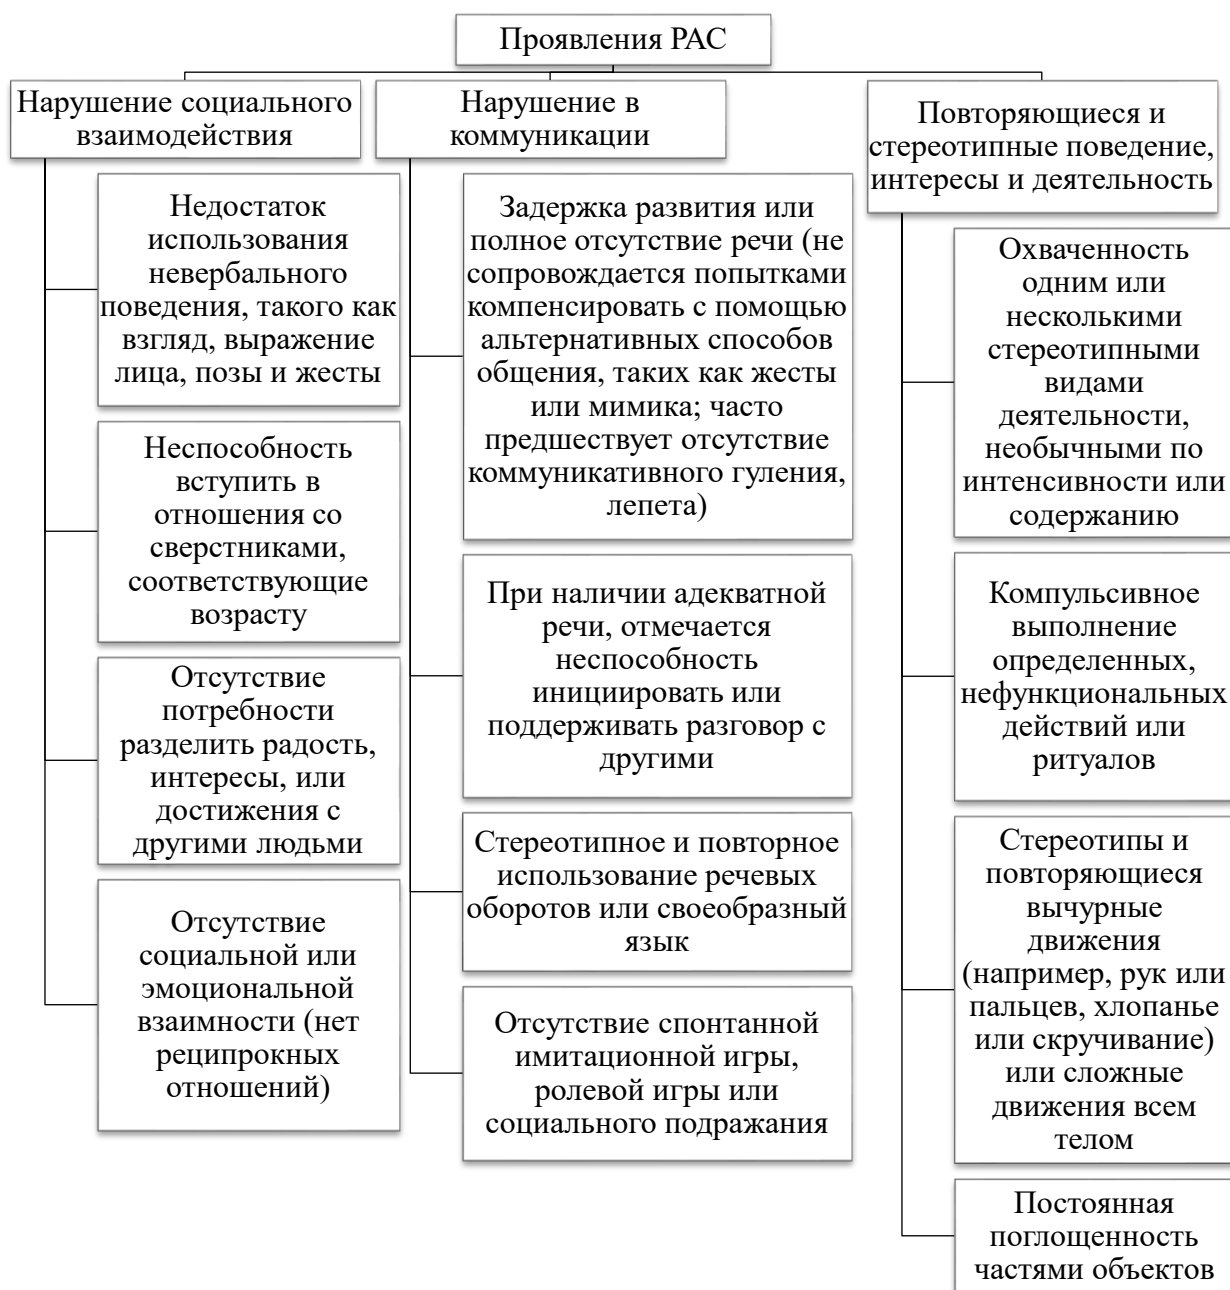 Проявления РАС
Нарушение социального
взаимодействия
Недостаток
использования
невербального
поведения, такого как
взгляд, выражение
лица, позы и жесты
Неспособность
вступить в
отношения со
сверстниками,
соответствующие
возрасту
Отсутствие
потребности
разделить радость,
интересы, или
достижения с
другими людьми
Отсутствие
социальной или
эмоциональной
взаимности (нет
реципрокных
отношений)
Нарушение в
коммуникации
Задержка развития или
полное отсутствие речи (не
сопровождается попытками
компенсировать с помощью
альтернативных способов
общения, таких как жесты
или мимика; часто
предшествует отсутствие
коммуникативного гуления,
лепета)
При наличии адекватной
речи, отмечается
неспособность
инициировать или
поддерживать разговор с
другими
Стереотипное и повторное
использование речевых
оборотов или своеобразный
язык
Отсутствие спонтанной
имитационной игры,
ролевой игры или
социального подражания
Повторяющиеся и
стереотипные поведение,
интересы и деятельность
Охваченность
одним или
несколькими
стереотипными
видами
деятельности,
необычными по
интенсивности или
содержанию
Компульсивное
выполнение
определенных,
нефункциональных
действий или
ритуалов
Стереотипы и
повторяющиеся
вычурные
движения
(например, рук или
пальцев, хлопанье
или скручивание)
или сложные
движения всем
телом
Постоянная
поглощенность
частями объектов